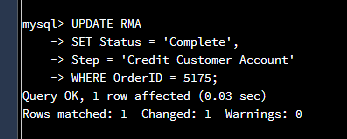 mysql> UPDATE RMA
-> SET Status = 'Complete',
-> Step = 'Credit Customer Account'
-> WHERE OrderID = 5175;
Query OK, 1 row affected (0.03 sec)
Rows matched: 1  Changed: 1  Warnings: 0